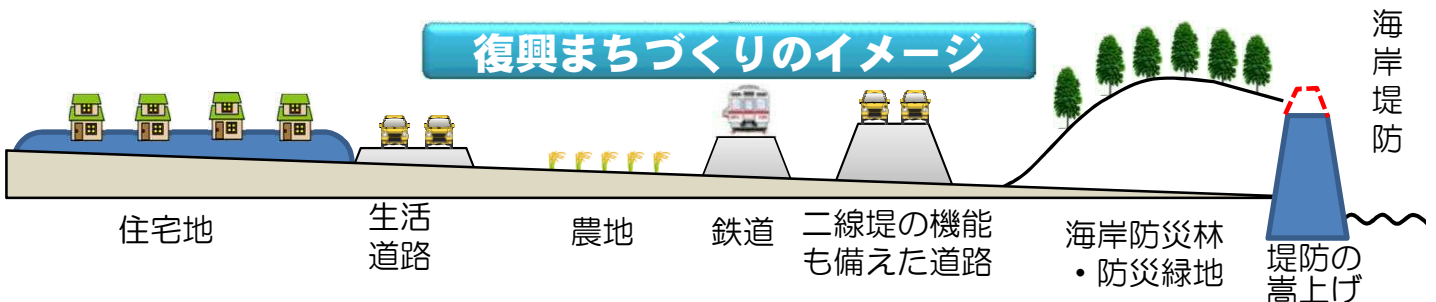 復興まちづくりのイメージ
海岸堤防
住宅地
生活
道路
農地
鉄道
二線堤の機能
も備えた道路
海岸防災林
・防災緑地
堤防の
嵩上げ